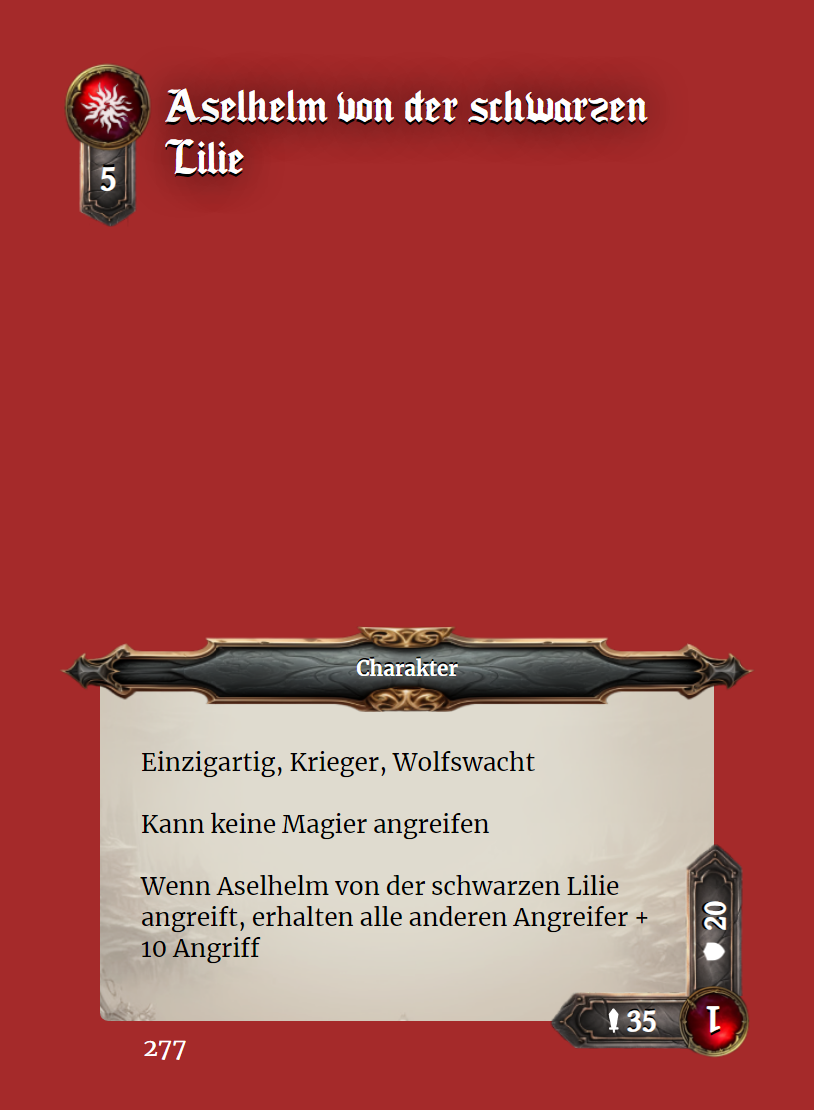 Aselhelm von der schwarzen
Lilie
5
Charakter
Einzigartig, Krieger, Wolfswacht
Kann keine Magier angreifen
Wenn Aselhelm von der schwarzen Lilie
angreift, erhalten alle anderen Angreifer +
10 Angriff
20
35
1
277